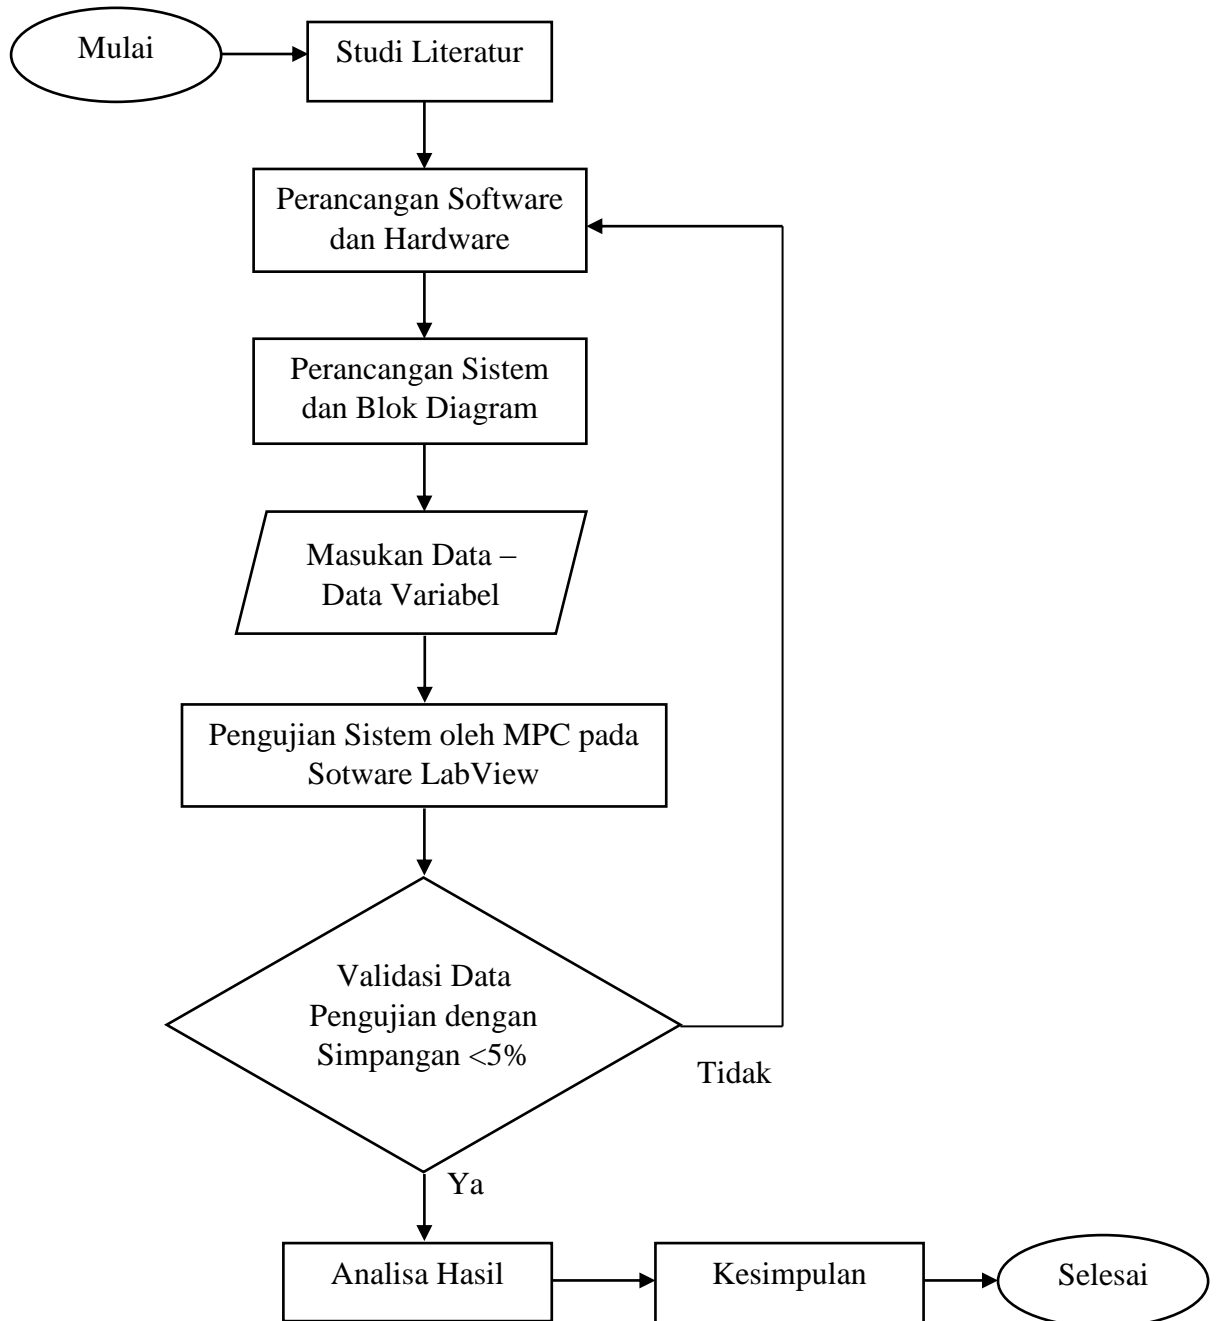 Mulai
Studi Literatur
Perancangan Software
dan Hardware
Perancangan Sistem
dan Blok Diagram
Masukan Data –
Data Variabel
Pengujian Sistem oleh MPC pada
Sotware LabView
Validasi Data
Pengujian dengan
Simpangan <5%
Tidak
Ya
Analisa Hasil
Kesimpulan
Selesai